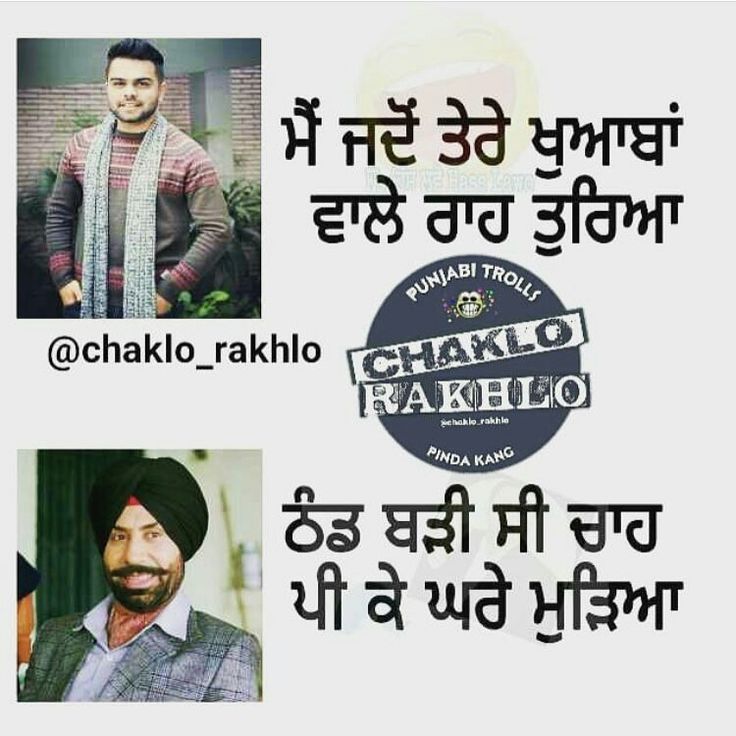 ਮੈਂ ਜਦੋਂ ਤੇਰੇ ਖੁਆਬਾਂ
ਵਾਲੇ ਰਾਹ ਤੁਰਿਆ
PUNJABI TROLLS
@chaklo_rakhlo
CHAKLO
RAKHLO
@chaklo_rakhlo
PINDA KANG
ਠੰਡ ਬੜੀ ਸੀ ਚਾਹ
ਪੀ ਕੇ ਘਰੇ ਮੁੜਿਆ